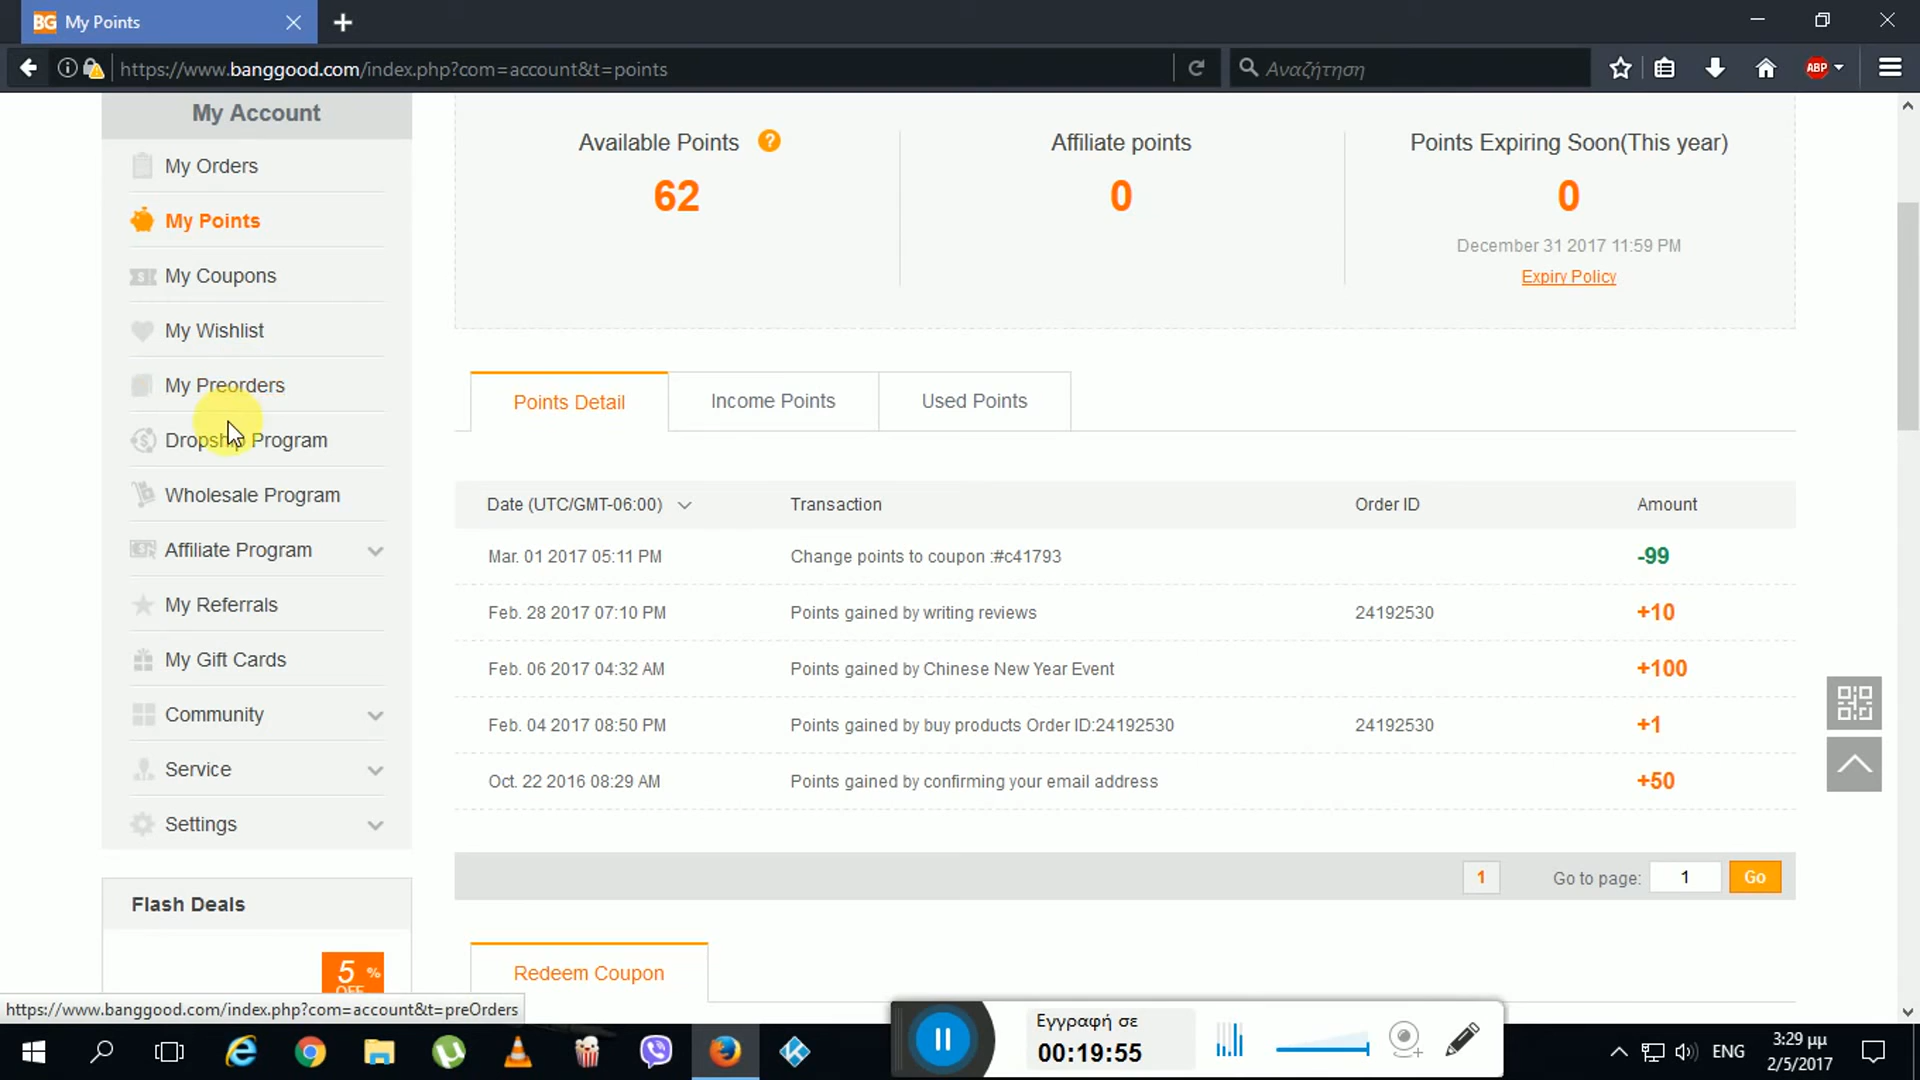 BG My Points
https://www.banggood.com/index.php?com=account&t=points
Αναζήτηση
ABP
My Account
My Orders
My Points
My Coupons
My Wishlist
My Preorders
Dropship Program
Wholesale Program
Affiliate Program
My Referrals
My Gift Cards
Community
Service
Settings
Flash Deals
5 %
OFF
Available Points ?
62
Affiliate points
0
Points Expiring Soon(This year)
0
December 31 2017 11:59 PM
Expiry Policy
Points Detail Income Points Used Points
Date (UTC/GMT-06:00) Transaction Order ID Amount
Mar. 01 2017 05:11 PM Change points to coupon :#c41793 -99
Feb. 28 2017 07:10 PM Points gained by writing reviews 24192530 +10
Feb. 06 2017 04:32 AM Points gained by Chinese New Year Event +100
Feb. 04 2017 08:50 PM Points gained by buy products Order ID:24192530 24192530 +1
Oct. 22 2016 08:29 AM Points gained by confirming your email address +50
1 Go to page: 1 Go
Redeem Coupon
https://www.banggood.com/index.php?com=account&t=preOrders
Εγγραφή σε
00:19:55
ENG
3:29 μμ
2/5/2017